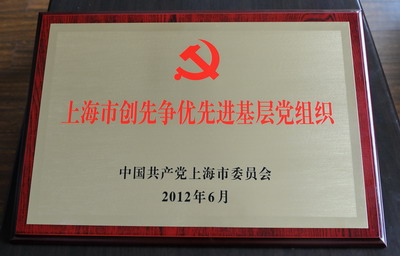 上海市创先争优先进基层党组织
中国共产党上海市委员会
2012年6月